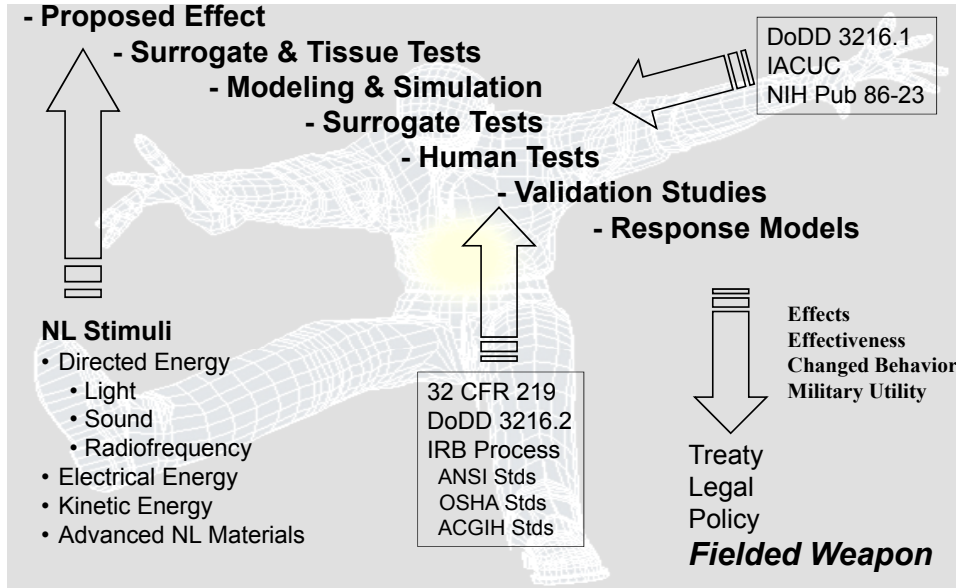 - Proposed Effect
- Surrogate & Tissue Tests
- Modeling & Simulation
- Surrogate Tests
- Human Tests
- Validation Studies
- Response Models
DoDD 3216.1
IACUC
NIH Pub 86-23
NL Stimuli
• Directed Energy
• Light
• Sound
• Radiofrequency
• Electrical Energy
• Kinetic Energy
• Advanced NL Materials
32 CFR 219
DoDD 3216.2
IRB Process
ANSI Stds
OSHA Stds
ACGIH Stds
Effects
Effectiveness
Changed Behavior
Military Utility
Treaty
Legal
Policy
Fielded Weapon